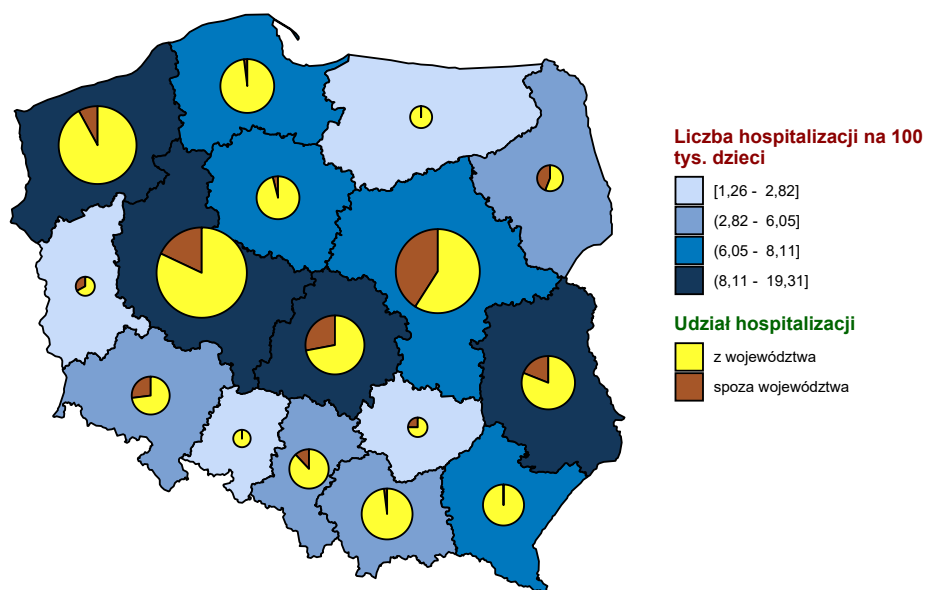 Liczba hospitalizacji na 100
tys. dzieci
[1,26 -  2,82]
(2,82 -  6,05]
(6,05 -  8,11]
(8,11 -  19,31]
Udział hospitalizacji
z województwa
spoza województwa